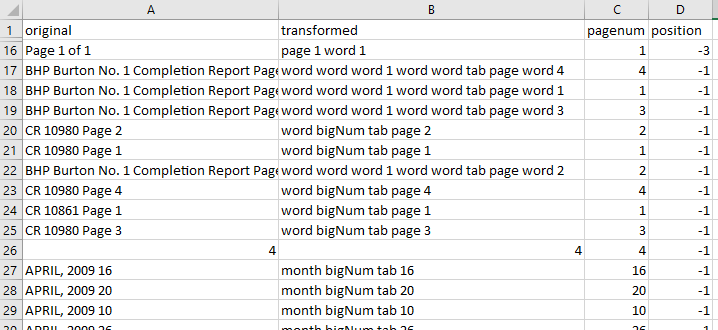 A B C D
1 original transformed pagenum position
16 Page 1 of 1 page 1 word 1 1 -3
17 BHP Burton No. 1 Completion Report Page word word word 1 word word tab page word 4 4 -1
18 BHP Burton No. 1 Completion Report Page word word word 1 word word tab page word 1 1 -1
19 BHP Burton No. 1 Completion Report Page word word word 1 word word tab page word 3 3 -1
20 CR 10980 Page 2 word bigNum tab page 2 2 -1
21 CR 10980 Page 1 word bigNum tab page 1 1 -1
22 BHP Burton No. 1 Completion Report Page word word word 1 word word tab page word 2 2 -1
23 CR 10980 Page 4 word bigNum tab page 4 4 -1
24 CR 10861 Page 1 word bigNum tab page 1 1 -1
25 CR 10980 Page 3 word bigNum tab page 3 3 -1
26 4 4 4 -1
27 APRIL, 2009 16 month bigNum tab 16 16 -1
28 APRIL, 2009 20 month bigNum tab 20 20 -1
29 APRIL, 2009 10 month bigNum tab 10 10 -1